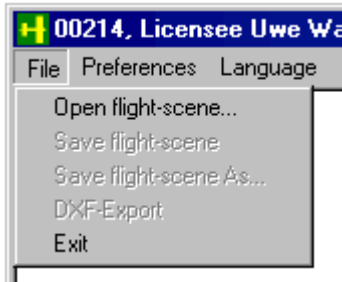 00214, Licensee Uwe Wa
File Preferences Language
Open flight-scene...
Save flight-scene
Save flight-scene As...
DXF-Export
Exit